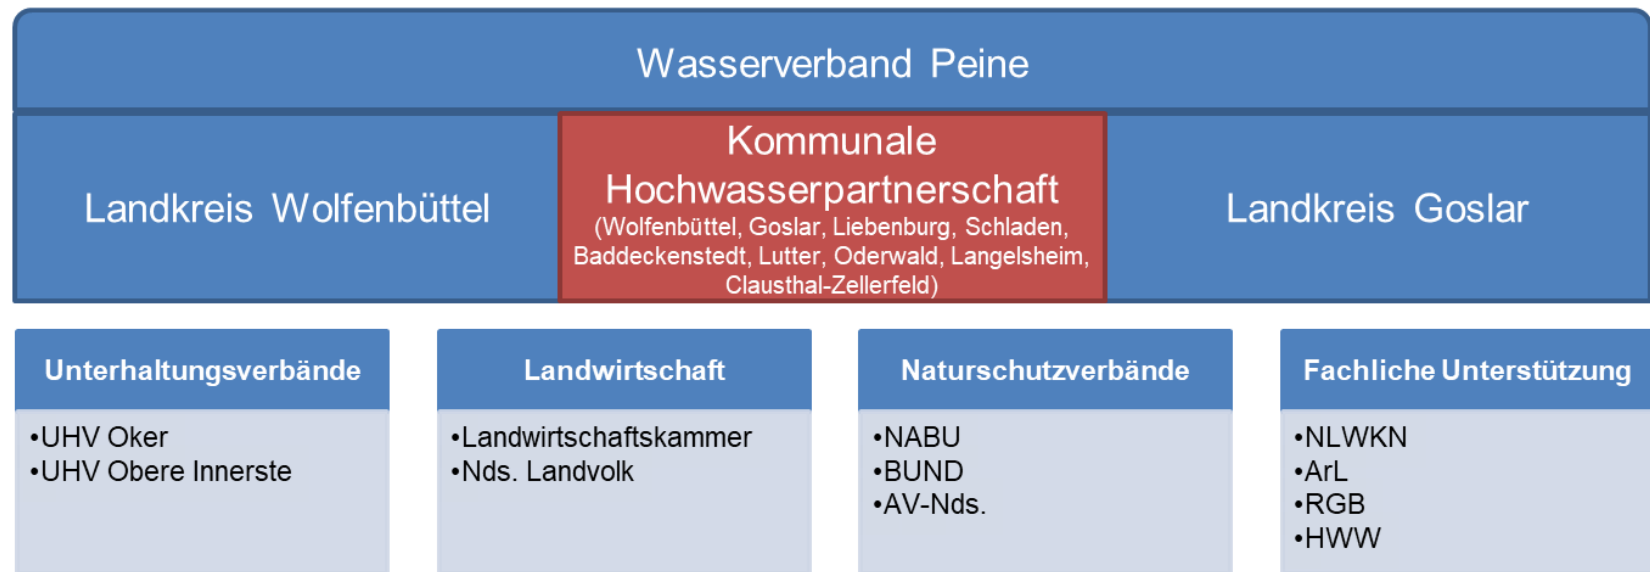 Wasserverband Peine
Landkreis Wolfenbüttel
Kommunale
Hochwasserpartnerschaft
(Wolfenbüttel, Goslar, Liebenburg, Schladen,
Baddeckenstedt, Lutter, Oderwald, Langelsheim,
Clausthal-Zellerfeld)
Landkreis Goslar
Unterhaltungsverbände
•UHV Oker
•UHV Obere Innerste
Landwirtschaft
•Landwirtschaftskammer
•Nds. Landvolk
Naturschutzverbände
•NABU
•BUND
•AV-Nds.
Fachliche Unterstützung
•NLWKN
•ArL
•RGB
•HWW